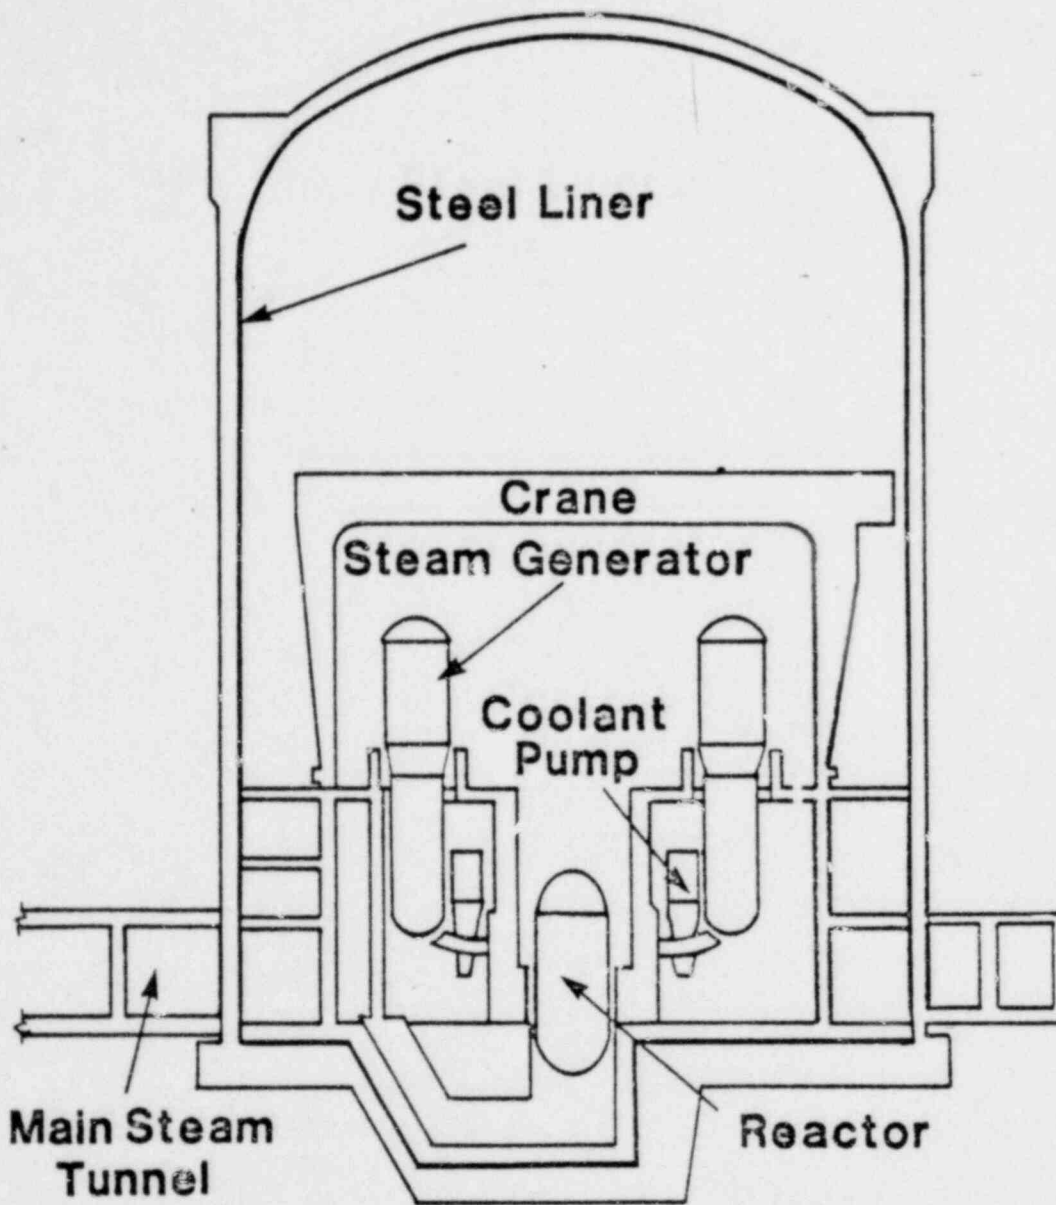 Steel Liner
Crane
Steam Generator
Coolant
Pump
Main Steam
Tunnel
Reactor